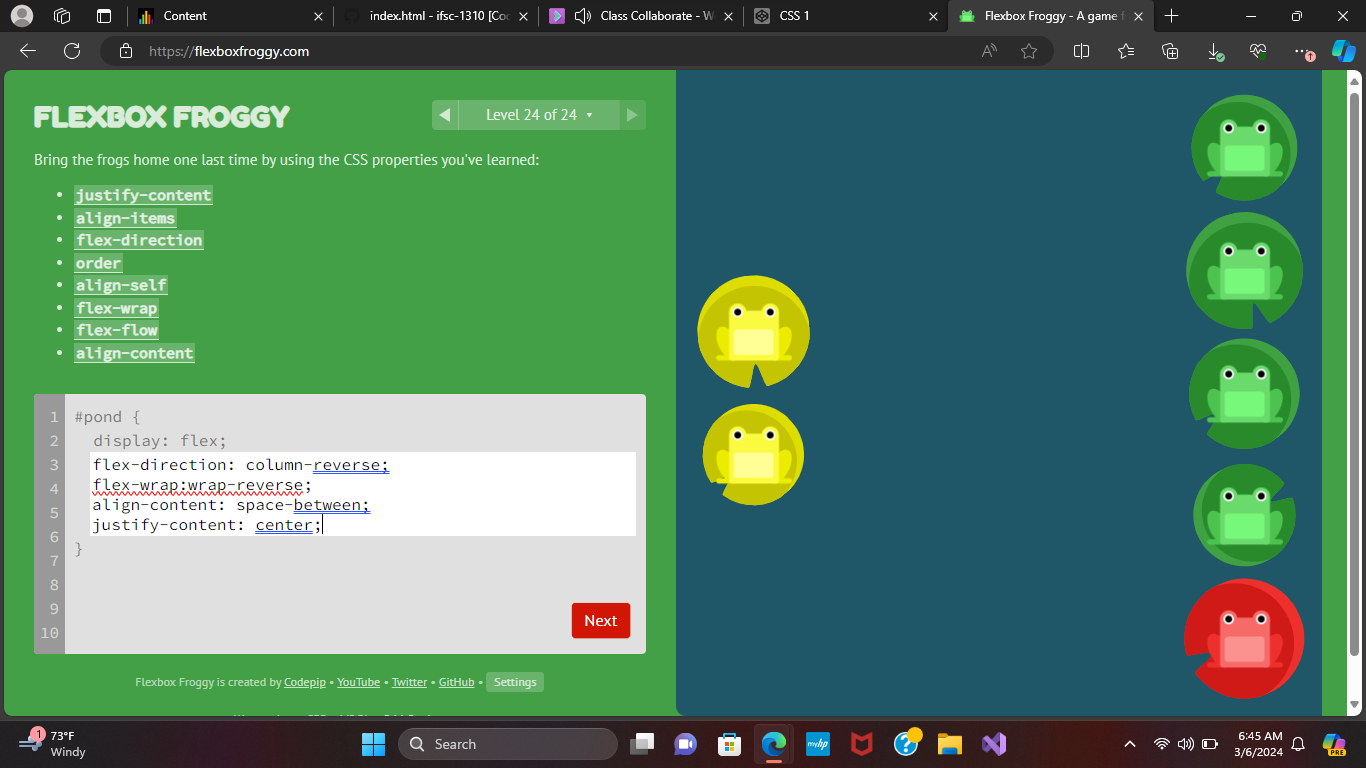 Content
index.html - ifsc-1310 [Co
Class Collaborate - W
CSS 1
Flexbox Froggy - A game f
https://flexboxfroggy.com
FLEXBOX FROGGY
Level 24 of 24
Bring the frogs home one last time by using the CSS properties you've learned:
• justify-content
• align-items
• flex-direction
• order
• align-self
• flex-wrap
• flex-flow
• align-content
1 #pond {
2 display: flex;
3 flex-direction: column-reverse;
4 flex-wrap:wrap-reverse;
5 align-content: space-between;
6 justify-content: center;
7 }
8
9
10
Next
Flexbox Froggy is created by Codepip • YouTube • Twitter • GitHub • Settings
1
73°F
Windy
Search
myhp
6:45 AM
3/6/2024
PRE